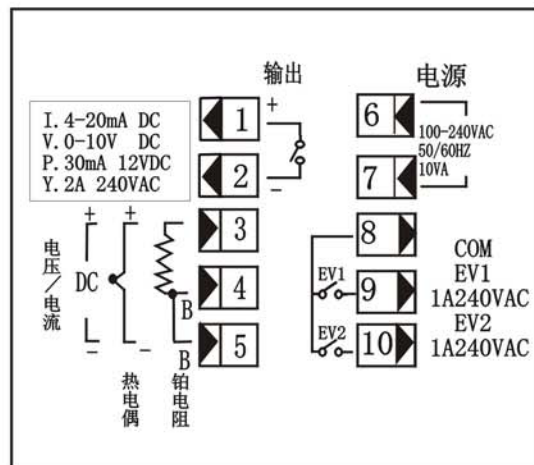 输出
电源
I.4-20mA DC
V.0-10V DC
P.30mA 12VDC
Y.2A 240VAC
+
1
2
-
6
7
100-240VAC
50/60HZ
10VA
+ +
电压/电流
DC
- -
热电偶
铂电阻
3
4
5
B
B
8
9
10
EV1
EV2
COM
EV1
1A240VAC
EV2
1A240VAC